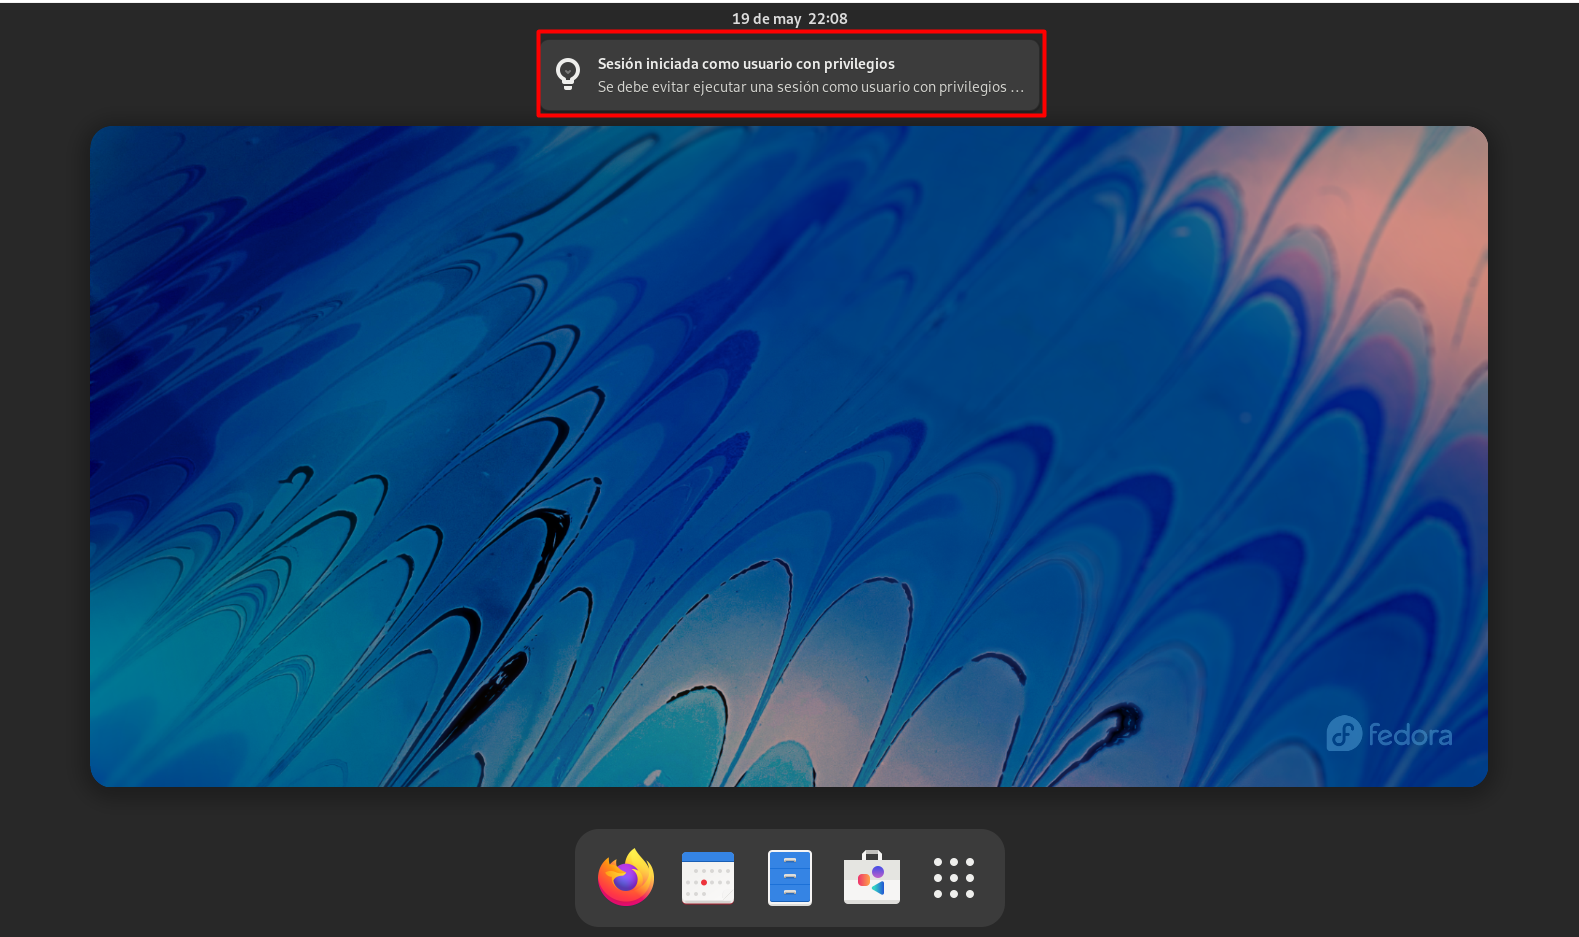 19 de may 22:08
Sesión iniciada como usuario con privilegios
Se debe evitar ejecutar una sesión como usuario con privilegios …
fedora